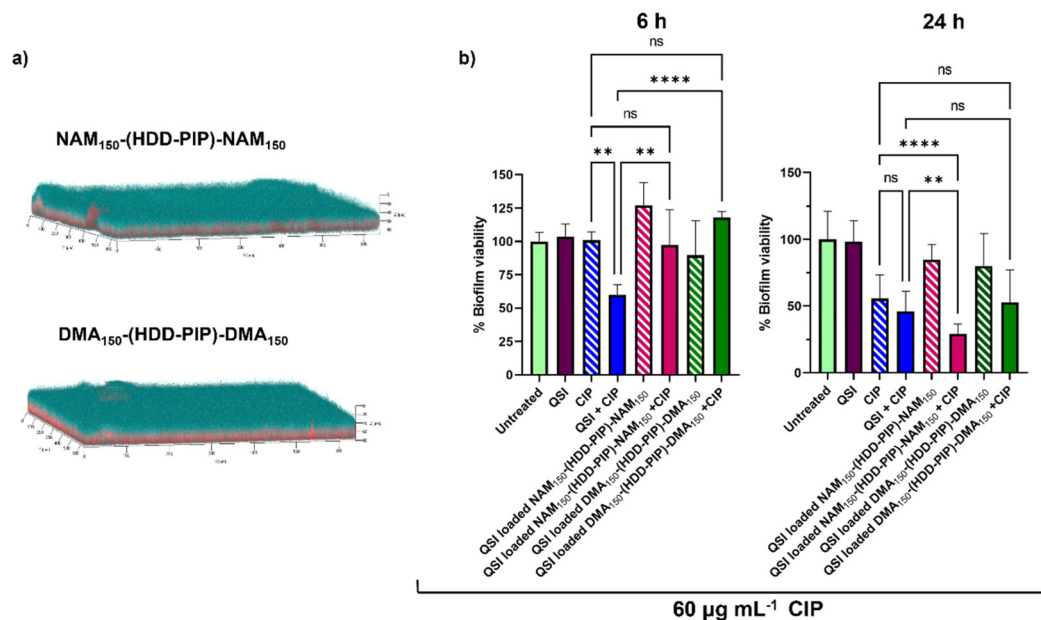 a)
NAM₁₅₀-(HDD-PIP)-NAM₁₅₀
DMA₁₅₀-(HDD-PIP)-DMA₁₅₀
b)
6 h
ns
****
ns
**
**
% Biofilm viability
150
125
100
75
50
25
0
Untreated
QSI
CIP
QSI + CIP
QSI loaded NAM₁₅₀-(HDD-PIP)-NAM₁₅₀
QSI loaded NAM₁₅₀-(HDD-PIP)-NAM₁₅₀ +CIP
QSI loaded DMA₁₅₀-(HDD-PIP)-DMA₁₅₀
QSI loaded DMA₁₅₀-(HDD-PIP)-DMA₁₅₀ +CIP
24 h
ns
ns
****
ns
**
% Biofilm viability
150
100
50
0
Untreated
QSI
CIP
QSI + CIP
QSI loaded NAM₁₅₀-(HDD-PIP)-NAM₁₅₀
QSI loaded NAM₁₅₀-(HDD-PIP)-NAM₁₅₀ + CIP
QSI loaded DMA₁₅₀-(HDD-PIP)-DMA₁₅₀
QSI loaded DMA₁₅₀-(HDD-PIP)-DMA₁₅₀ +CIP
60 µg mL⁻¹ CIP